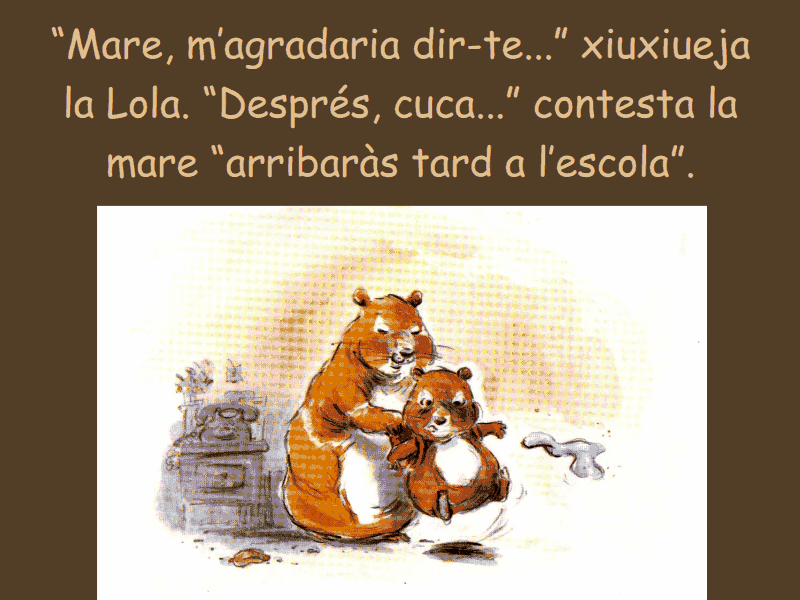 “Mare, m’agradaria dir-te...” xiuxiueja
la Lola. “Després, cuca...” contesta la
mare “arribaràs tard a l’escola”.